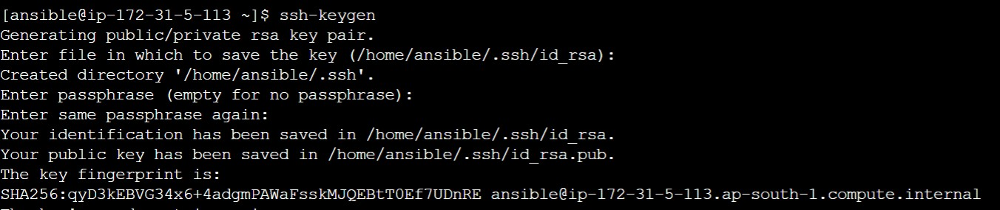 [ansible@ip-172-31-5-113 ~]$ ssh-keygen
Generating public/private rsa key pair.
Enter file in which to save the key (/home/ansible/.ssh/id_rsa):
Created directory '/home/ansible/.ssh'.
Enter passphrase (empty for no passphrase):
Enter same passphrase again:
Your identification has been saved in /home/ansible/.ssh/id_rsa.
Your public key has been saved in /home/ansible/.ssh/id_rsa.pub.
The key fingerprint is:
SHA256:qyD3kEBVG34x6+4adgmPAWaFsskMJQEBtT0Ef7UDnRE ansible@ip-172-31-5-113.ap-south-1.compute.internal